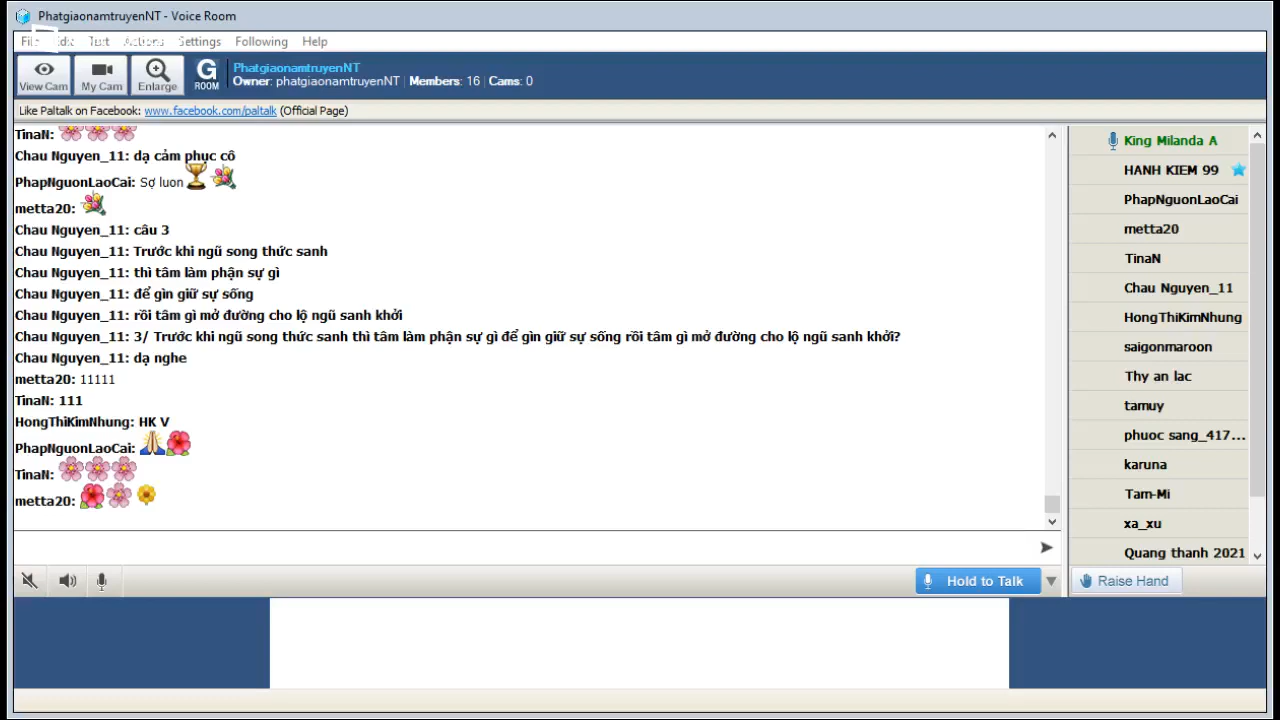 PhatgiaonamtruyenNT - Voice Room
Text Actions Settings Following Help
View Cam
My Cam
Enlarge
G ROOM
PhatgiaonamtruyenNT
Owner: phatgiaonamtruyenNT | Members: 16 | Cams: 0
Like Paltalk on Facebook: www.facebook.com/paltalk (Official Page)
TinaN:
Chau Nguyen_11: dạ cảm phục cô
PhapNguonLaoCai: Sợ luon
metta20:
Chau Nguyen_11: câu 3
Chau Nguyen_11: Trước khi ngũ song thức sanh
Chau Nguyen_11: thì tâm làm phận sự gì
Chau Nguyen_11: để gìn giữ sự sống
Chau Nguyen_11: rồi tâm gì mở đường cho lộ ngũ sanh khởi
Chau Nguyen_11: 3/ Trước khi ngũ song thức sanh thì tâm làm phận sự gì để gìn giữ sự sống rồi tâm gì mở đường cho lộ ngũ sanh khởi?
Chau Nguyen_11: dạ nghe
metta20: 11111
TinaN: 111
HongThiKimNhung: HK V
PhapNguonLaoCai:
TinaN:
metta20:
King Milanda A
HANH KIEM 99
PhapNguonLaoCai
metta20
TinaN
Chau Nguyen_11
HongThiKimNhung
saigonmaroon
Thy an lac
tamuy
phuoc sang_417...
karuna
Tam-Mi
xa_xu
Quang thanh 2021
Hold to Talk
Raise Hand